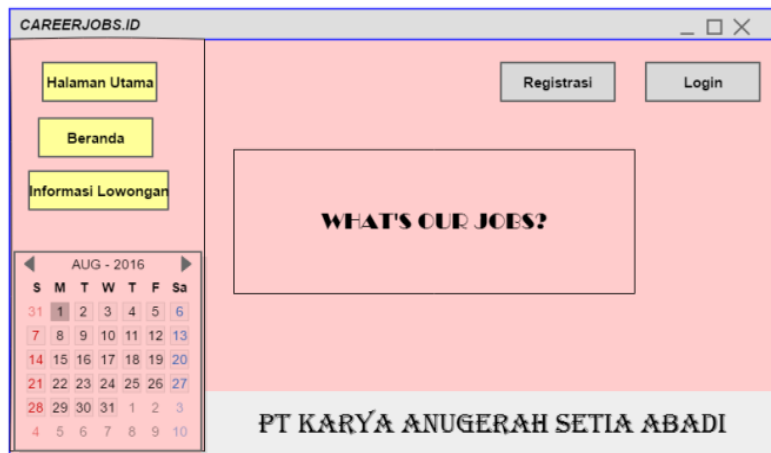 CAREERJOBS.ID
Halaman Utama
Beranda
Informasi Lowongan
Registrasi
Login
WHAT'S OUR JOBS?
AUG - 2016
S M T W T F Sa
31 1 2 3 4 5 6
7 8 9 10 11 12 13
14 15 16 17 18 19 20
21 22 23 24 25 26 27
28 29 30 31 1 2 3
4 5 6 7 8 9 10
PT KARYA ANUGERAH SETIA ABADI